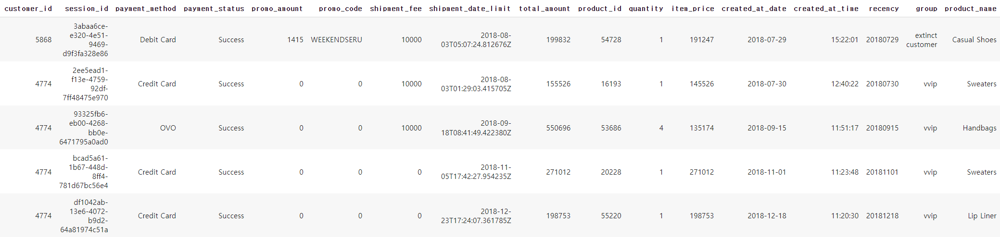 customer_id session_id payment_method payment_status promo_amount promo_code shipment_fee shipment_date_limit total_amount product_id quantity item_price created_at_date created_at_time recency group product_name
3abaa6ce-
e320-4e51-
9469-
d9f3fa328e86
5868 Debit Card Success 1415 WEEKENDSERU 10000 2018-08-
03T05:07:24.812676Z 199832 54728 1 191247 2018-07-29 15:22:01 20180729 extinct
customer Casual Shoes
2ee5ead1-
f13e-4759-
92df-
7ff48475e970
4774 Credit Card Success 0 0 10000 2018-08-
03T01:29:03.415705Z 155526 16193 1 145526 2018-07-30 12:40:22 20180730 vvip Sweaters
93325fb6-
eb00-4268-
bb0e-
6471795a0ad0
4774 OVO Success 0 0 10000 2018-09-
18T08:41:49.422380Z 550696 53686 4 135174 2018-09-15 11:51:17 20180915 vvip Handbags
bcad5a61-
1b67-448d-
8ff4-
781d67bc56e4
4774 Credit Card Success 0 0 0 2018-11-
05T17:42:27.954235Z 271012 20228 1 271012 2018-11-01 11:23:48 20181101 vvip Sweaters
df1042ab-
13e6-4072-
b9d2-
64a81974c51a
4774 Credit Card Success 0 0 0 2018-12-
23T17:24:07.361785Z 198753 55220 1 198753 2018-12-18 11:20:30 20181218 vvip Lip Liner